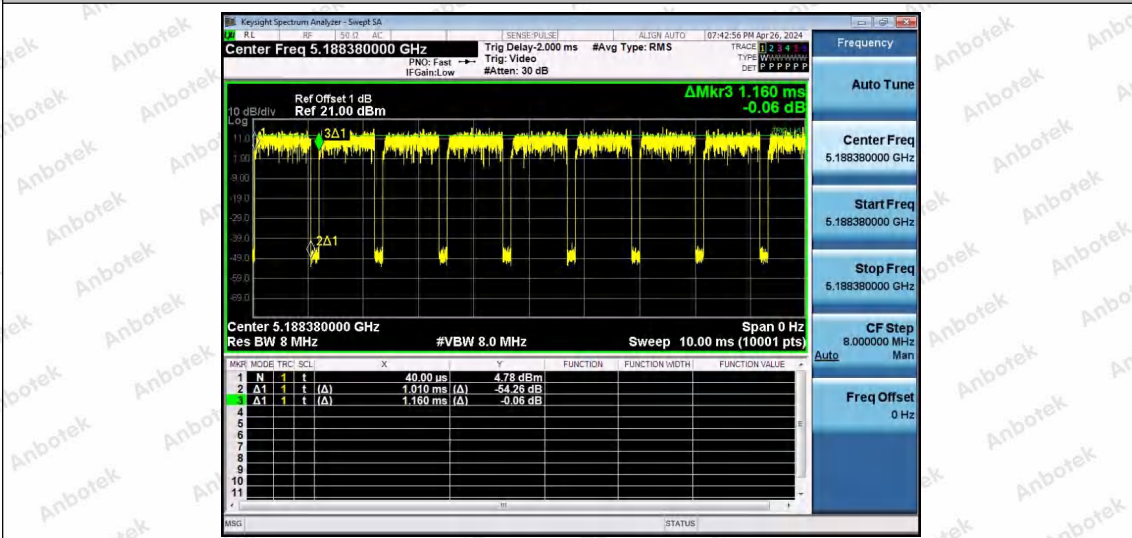 Keysight Spectrum Analyzer - Swept SA
RL RF 50 Ω AC SENSE:PULSE ALIGN AUTO 07:42:56 PM Apr 26, 2024
Center Freq 5.188380000 GHz
PNO: Fast
IFGain:Low
Trig Delay-2.000 ms
Trig: Video
#Atten: 30 dB
#Avg Type: RMS
TRACE 1 2 3 4 5 6
TYPE WWWWWW
DET P P P P P P
Frequency
Auto Tune
Center Freq
5.188380000 GHz
Start Freq
5.188380000 GHz
Stop Freq
5.188380000 GHz
CF Step
8.000000 MHz
Auto Man
Freq Offset
0 Hz
ΔMkr3 1.160 ms
-0.06 dB
Ref Offset 1 dB
10 dB/div Ref 21.00 dBm
Log
11.0
1.00
-9.00
-19.0
-29.0
-39.0
-49.0
-59.0
-69.0
1
3Δ1
2Δ1
Center 5.188380000 GHz Span 0 Hz
Res BW 8 MHz #VBW 8.0 MHz Sweep 10.00 ms (10001 pts)
MKR MODE TRC SCL X Y FUNCTION FUNCTION WIDTH FUNCTION VALUE
1 N 1 t 40.00 µs 4.78 dBm
2 Δ1 1 t (Δ) 1.010 ms (Δ) -54.26 dB
3 Δ1 1 t (Δ) 1.160 ms (Δ) -0.06 dB
4
5
6
7
8
9
10
11
MSG STATUS
Anbotek